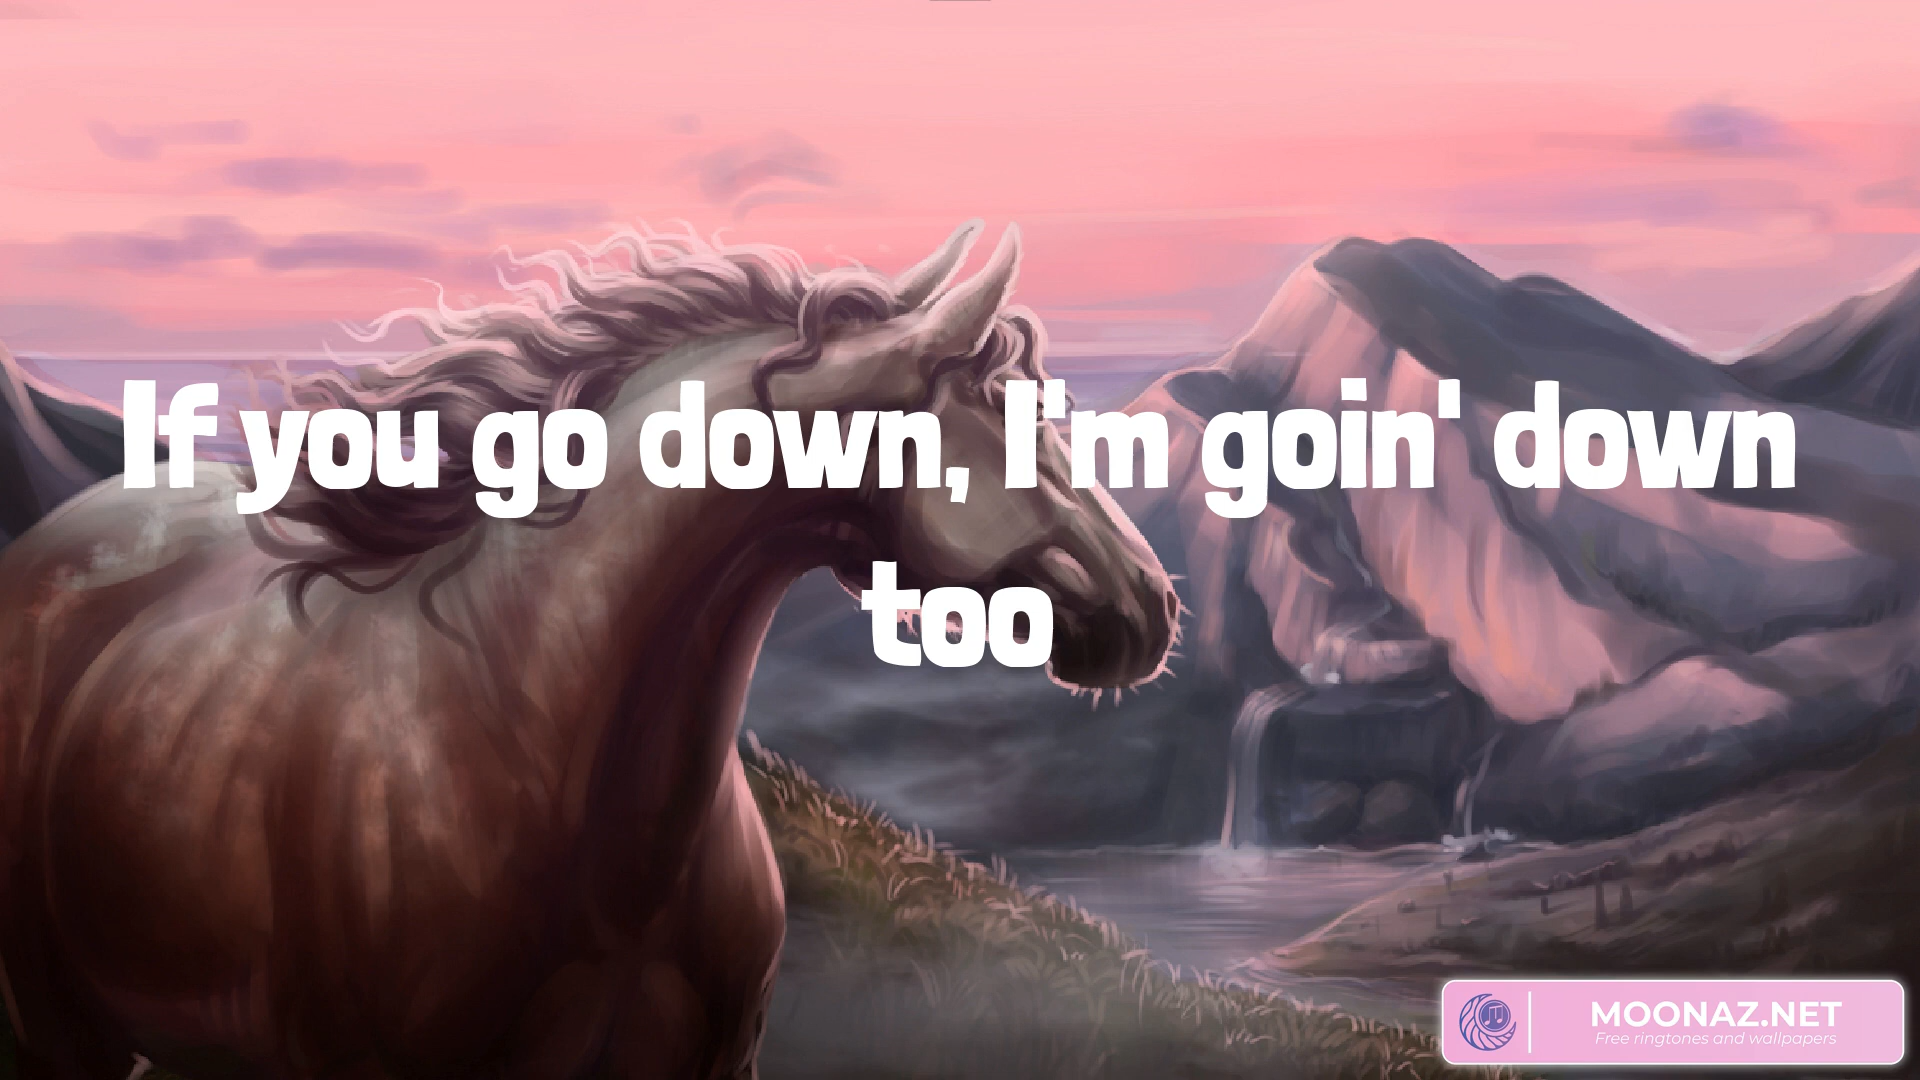 If you go down, I'm goin' down
too
MOONAZ.NET
Free ringtones and wallpapers